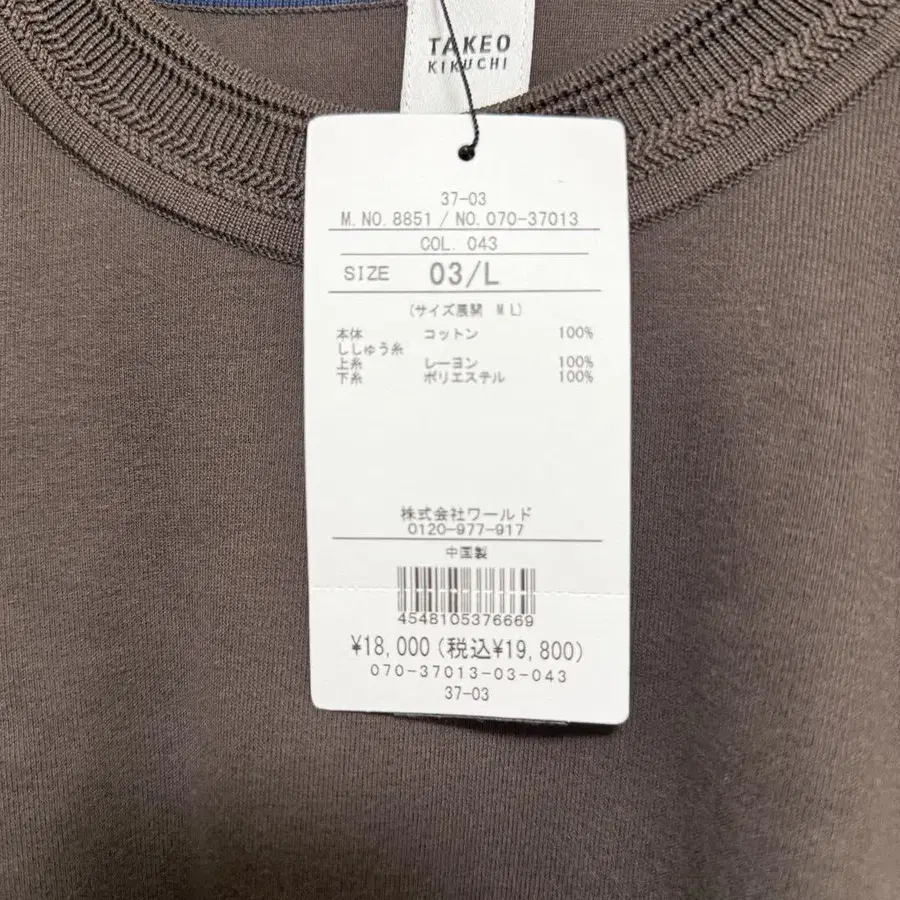 TAKEO
KIKUCHI
37-03
M.NO.8851/NO.070-37013
COL. 043
SIZE 03/L
(サイズ展開 M L)
本体 コットン 100%
ししゅう糸
上糸 レーヨン 100%
下糸 ポリエステル 100%
株式会社ワールド
0120-977-917
中国製
4548105376669
¥18,000(税込¥19,800)
070-37013-03-043
37-03